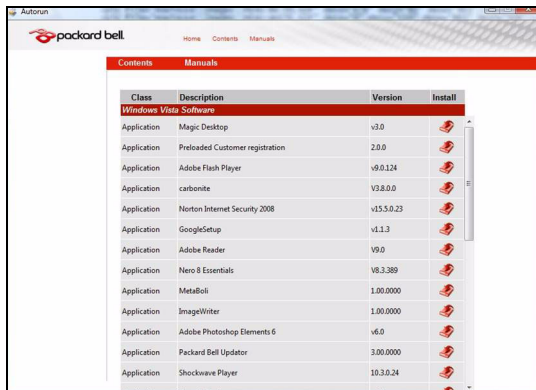 Autorun
packard bell.
Home Contents Manuals
Contents Manuals
Class Description Version Install
Windows Vista Software
Application Magic Desktop v3.0
Application Preloaded Customer registration 2.0.0
Application Adobe Flash Player v9.0.124
Application carbonite V3.8.0.0
Application Norton Internet Security 2008 v15.5.0.23
Application GoogleSetup v1.1.3
Application Adobe Reader V9.0
Application Nero 8 Essentials V8.3.389
Application MetaBoli 1.00.0000
Application ImageWriter 1.00.0000
Application Adobe Photoshop Elements 6 v6.0
Application Packard Bell Updator 3.00.0000
Application Shockwave Player 10.3.0.24